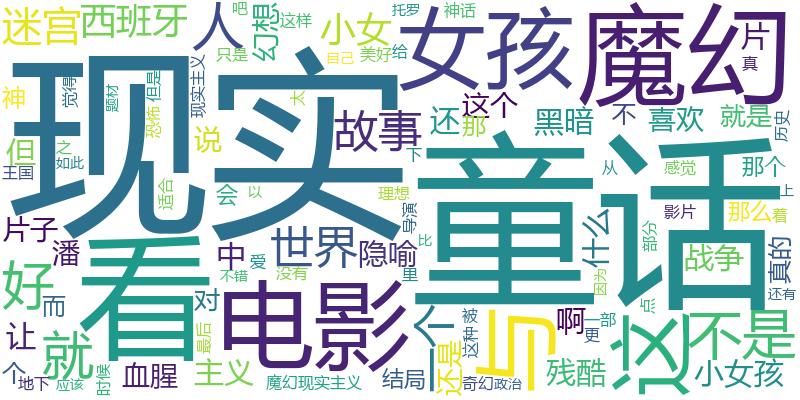 迷宫
西班牙
人
吧
幻想
这样
托罗
神话
只是
小女
自己
美好
给
女孩
魔幻
片
真
神
觉得
题材
但是
恐怖
现实主义
太
说
故事
还
这个
那
黑暗
不
喜欢
就是
历史
现实
童话
但
之
如此
王国
适合
会
以
理想
下
从
感觉
那个
上
片子
潘
看
中
爱
世界
隐喻
导演
里
比
什么
影片
部分
那么
着
战争
真的
好
而
对
不错
没有
电影
个
一
这种
被
与
因为
还有
让
就
最后
啊
一部
更
这
点
不是
个
地下
应该
时候
血腥
主义
魔幻现实主义
结局
还是
奇幻
政治
残酷
小女孩